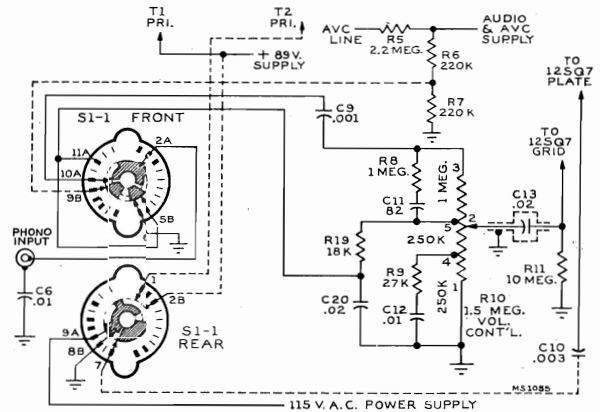 T1
PRI.
T2
PRI.
+ 89 V.
SUPPLY
AVC
LINE
R5
2.2 MEG.
AUDIO
& AVC
SUPPLY
R6
220K
R7
220K
TO
12SQ7
PLATE
TO
12SQ7
GRID
S1-1 FRONT
2A
11A
10A
9B
5B
C9
.001
R8
1 MEG.
C11
82
1 MEG.
3
2
5
250K
4
250K
1
R10
1.5 MEG.
VOL.
CONT'L.
C13
.02
R11
10 MEG.
R19
18K
R9
27K
C20
.02
C12
.01
C10
.003
PHONO
INPUT
C6
.01
1
2B
S1-1
REAR
9A
8B
7
MS1055
115 V. A.C. POWER SUPPLY